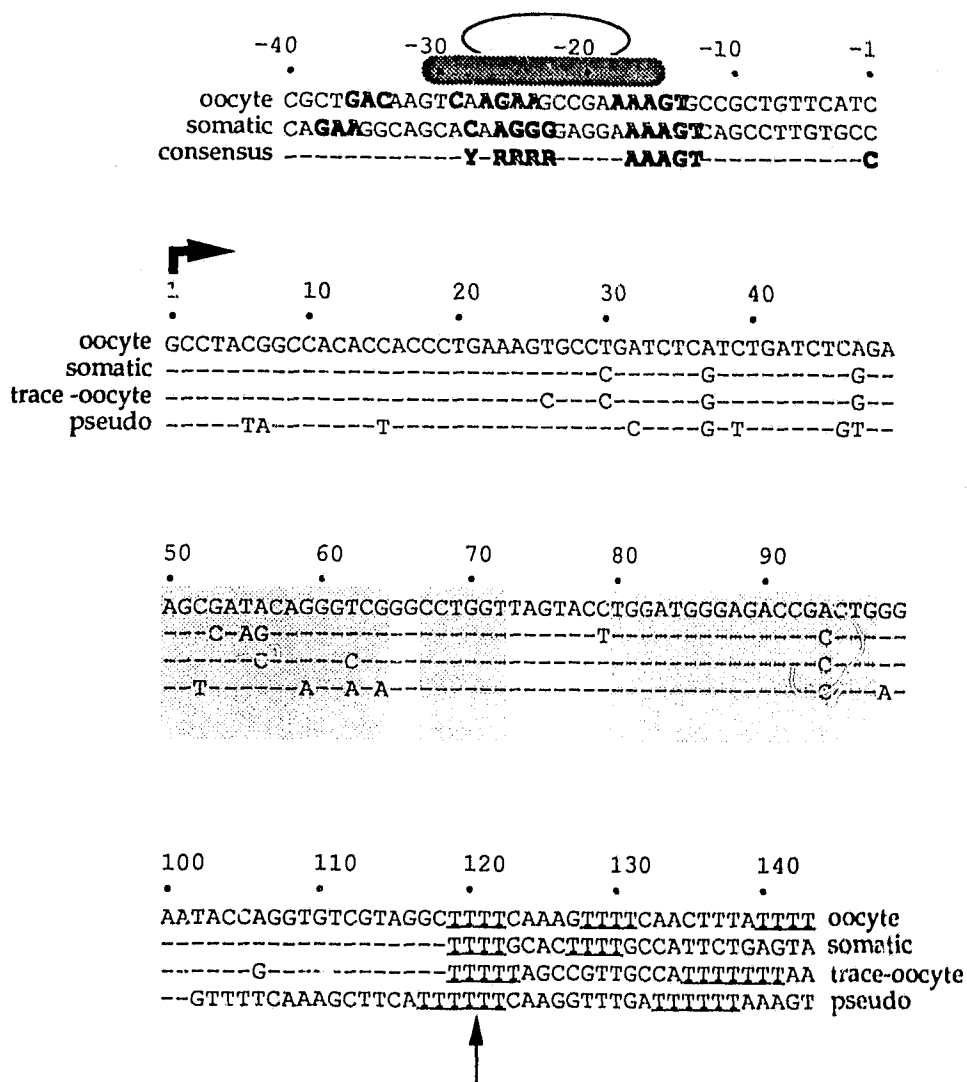 -40 -30 -20 -10 -1
oocyte CGCTGACAAGTCAAGAAGCCGAAAAGTGCCGCTGTTCATC
somatic CAGAAGGCAGCACAAGGGGAGGAAAAGTCAGCCTTGTGCC
consensus ------------Y-RRRR-----AAAGT-----------C
1 10 20 30 40
oocyte GCCTACGGCCACACCACCCTGAAAGTGCCTGATCTCATCTGATCTCAGA
somatic -----------------------------C------G---------G--
trace-oocyte -------------------------C---C------G---------G--
pseudo -----TA-------T----------------C----G-T------GT--
50 60 70 80 90
AGCGATACAGGGTCGGGCCTGGTTAGTACCTGGATGGGAGACCGACTGGG
---C-AG----------------------T--------------C-----
------C-----C-------------------------------C-----
--T------A--A-A-----------------------------C---A-
100 110 120 130 140
AATACCAGGTGTCGTAGGCTTTTCAAAGTTTTCAACTTTATTTT oocyte
-------------------TTTTGCACTTTTGCCATTCTGAGTA somatic
------G------------TTTTTAGCCGTTGCCATTTTTTTAA trace-oocyte
--GTTTTCAAAGCTTCATTTTTTCAAGGTTTGATTTTTTAAAGT pseudo